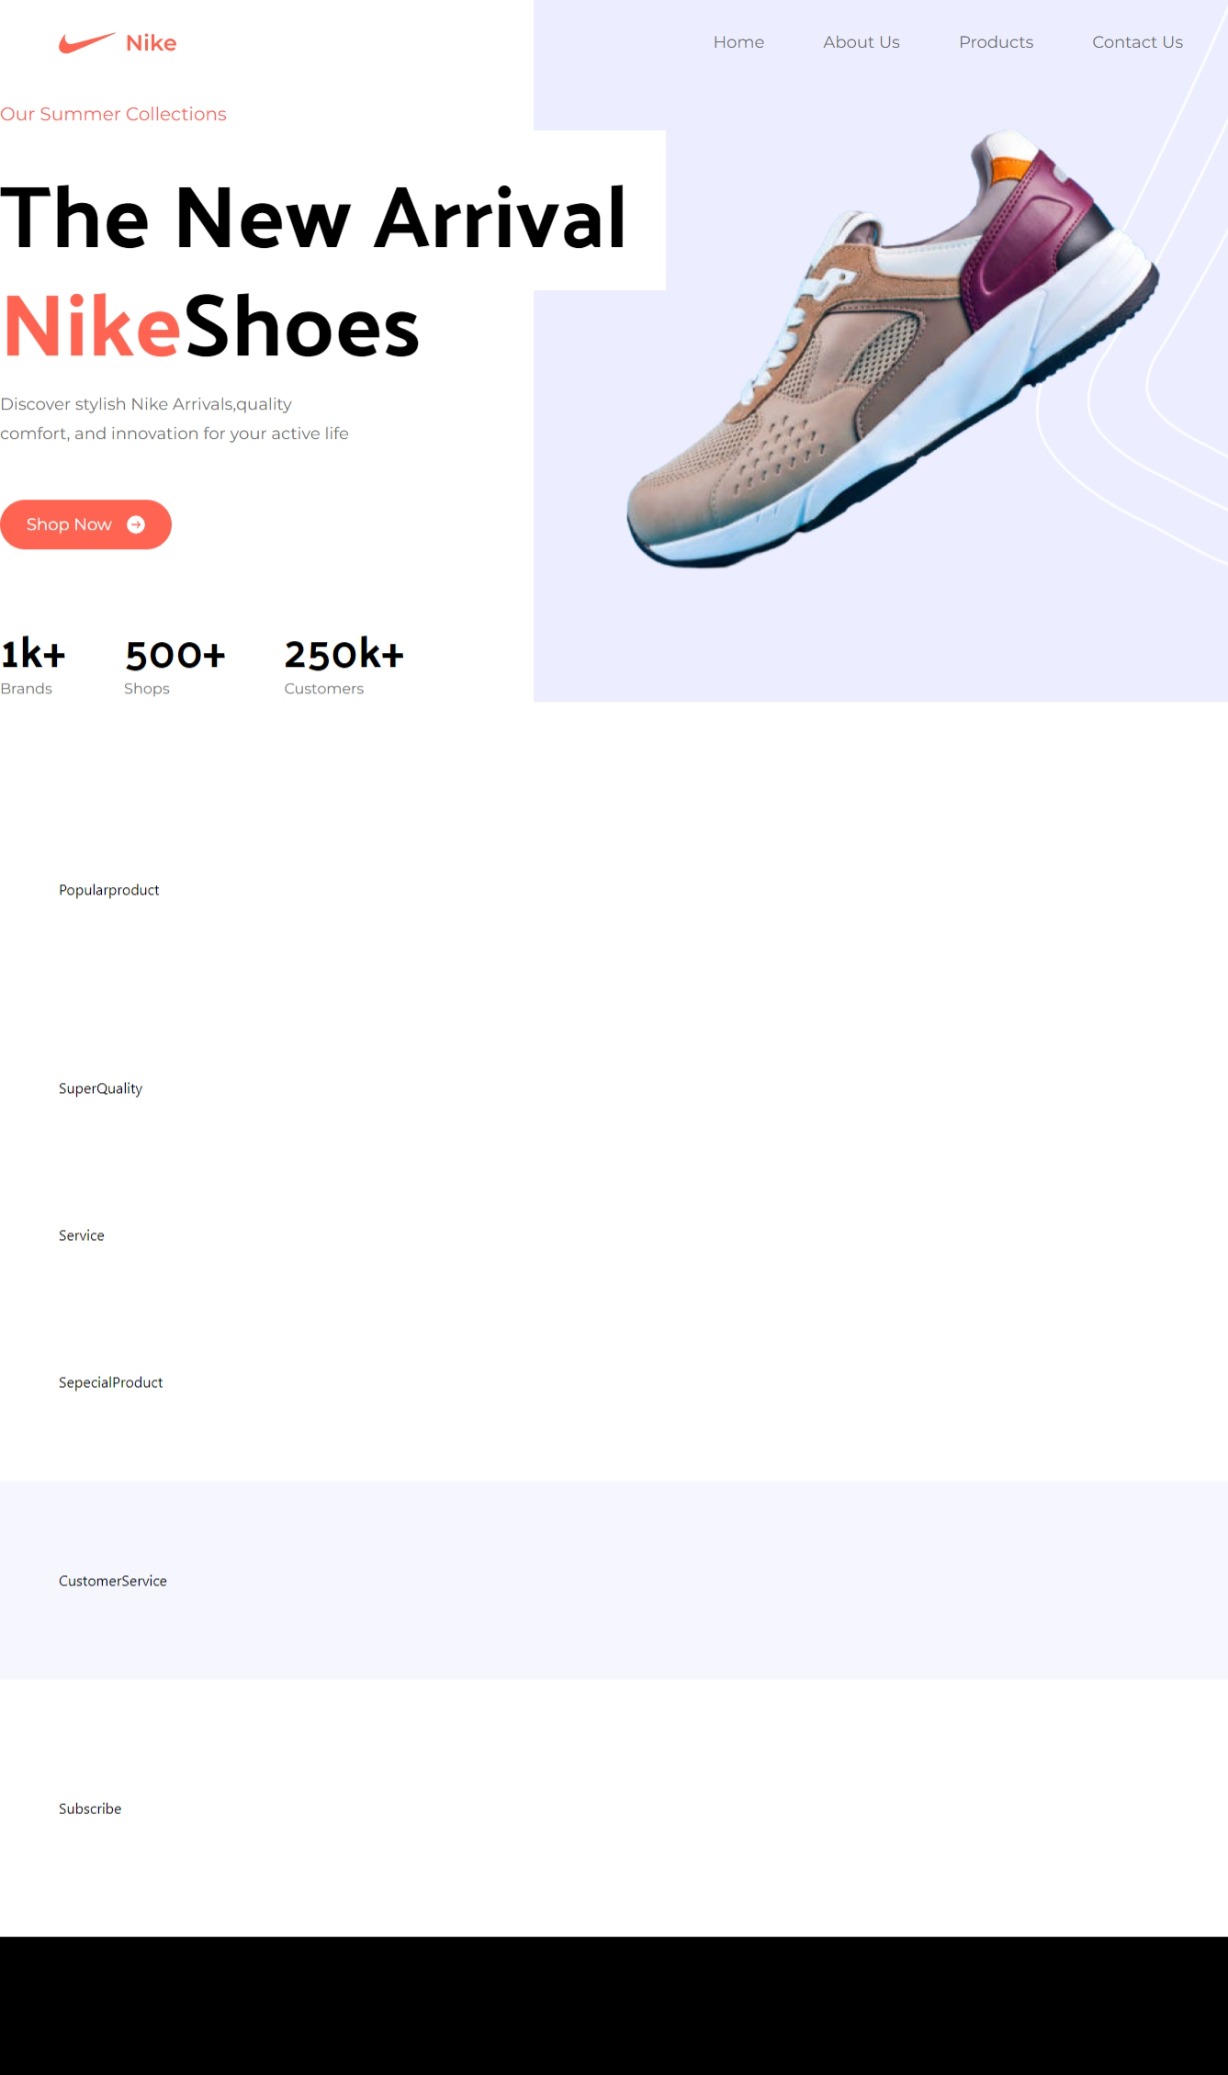 Nike
Home About Us Products Contact Us
Our Summer Collections
The New Arrival
NikeShoes
Discover stylish Nike Arrivals,quality
comfort, and innovation for your active life
Shop Now
1k+ 500+ 250k+
Brands Shops Customers
Popularproduct
SuperQuality
Service
SepecialProduct
CustomerService
Subscribe